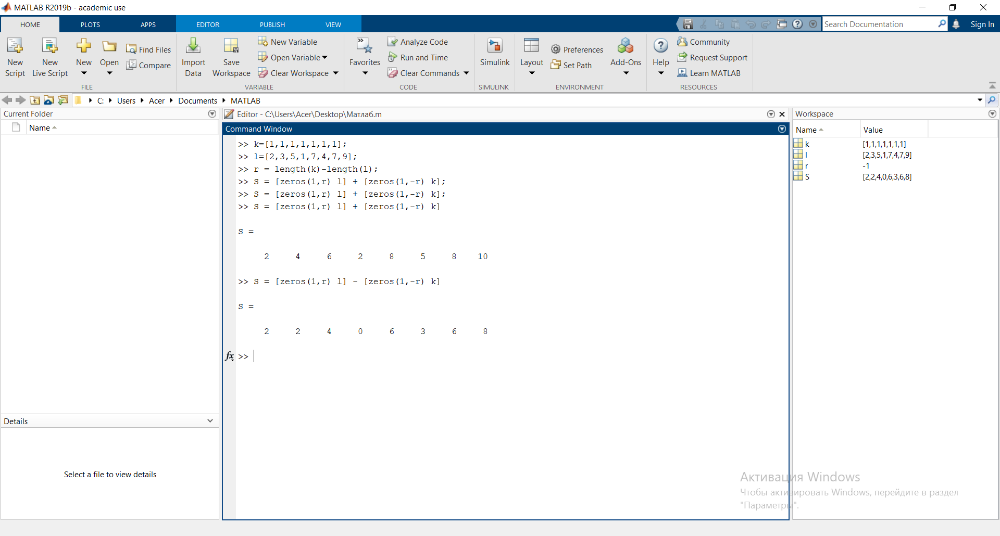 MATLAB R2019b - academic use
HOME PLOTS APPS EDITOR PUBLISH VIEW
Search Documentation
Sign In
New Script
New Live Script
New
Open
Find Files
Compare
FILE
Import Data
Save Workspace
New Variable
Open Variable
Clear Workspace
VARIABLE
Favorites
Analyze Code
Run and Time
Clear Commands
CODE
Simulink
SIMULINK
Layout
Preferences
Set Path
Add-Ons
ENVIRONMENT
Help
Community
Request Support
Learn MATLAB
RESOURCES
C: Users Acer Documents MATLAB
Current Folder
Name
Details
Select a file to view details
Editor - C:\Users\Acer\Desktop\Матлаб.m
Command Window
>> k=[1,1,1,1,1,1,1];
>> l=[2,3,5,1,7,4,7,9];
>> r = length(k)-length(l);
>> S = [zeros(1,r) l] + [zeros(1,-r) k];
>> S = [zeros(1,r) l] + [zeros(1,-r) k];
>> S = [zeros(1,r) l] + [zeros(1,-r) k]
S =
2 4 6 2 8 5 8 10
>> S = [zeros(1,r) l] - [zeros(1,-r) k]
S =
2 2 4 0 6 3 6 8
fx >>
Workspace
Name Value
k [1,1,1,1,1,1,1]
l [2,3,5,1,7,4,7,9]
r -1
S [2,2,4,0,6,3,6,8]
Активация Windows
Чтобы активировать Windows, перейдите в раздел
"Параметры".